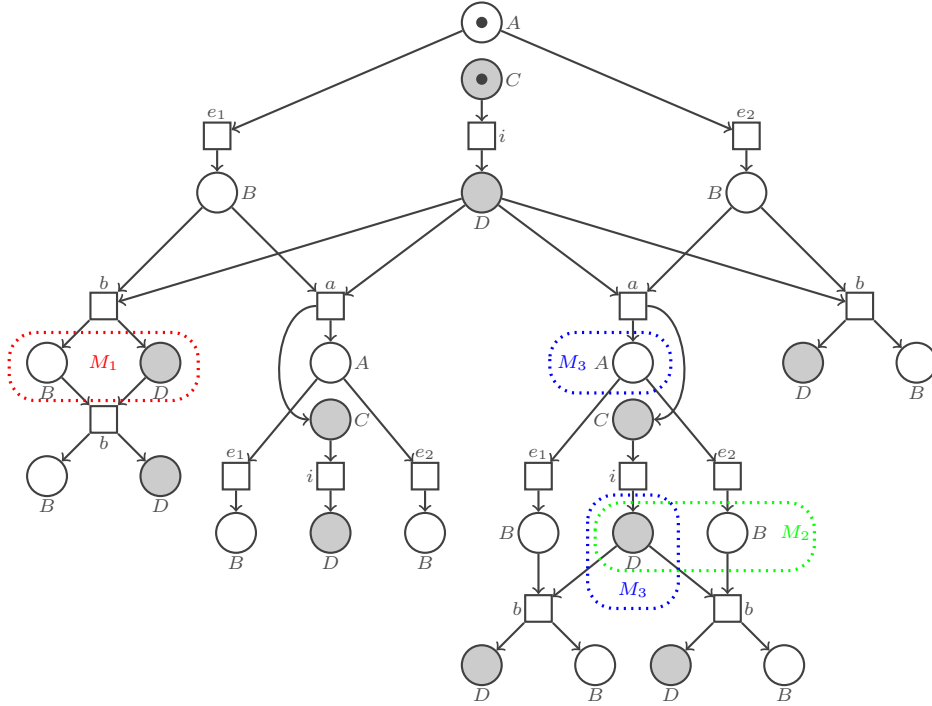 A
C
e1 i e2
B D B
b a a b
M1 M3 A
B D A D B
b C C
e1 i e2 e1 i e2
B D B D B M2
B D B D M3
b b
D B D B